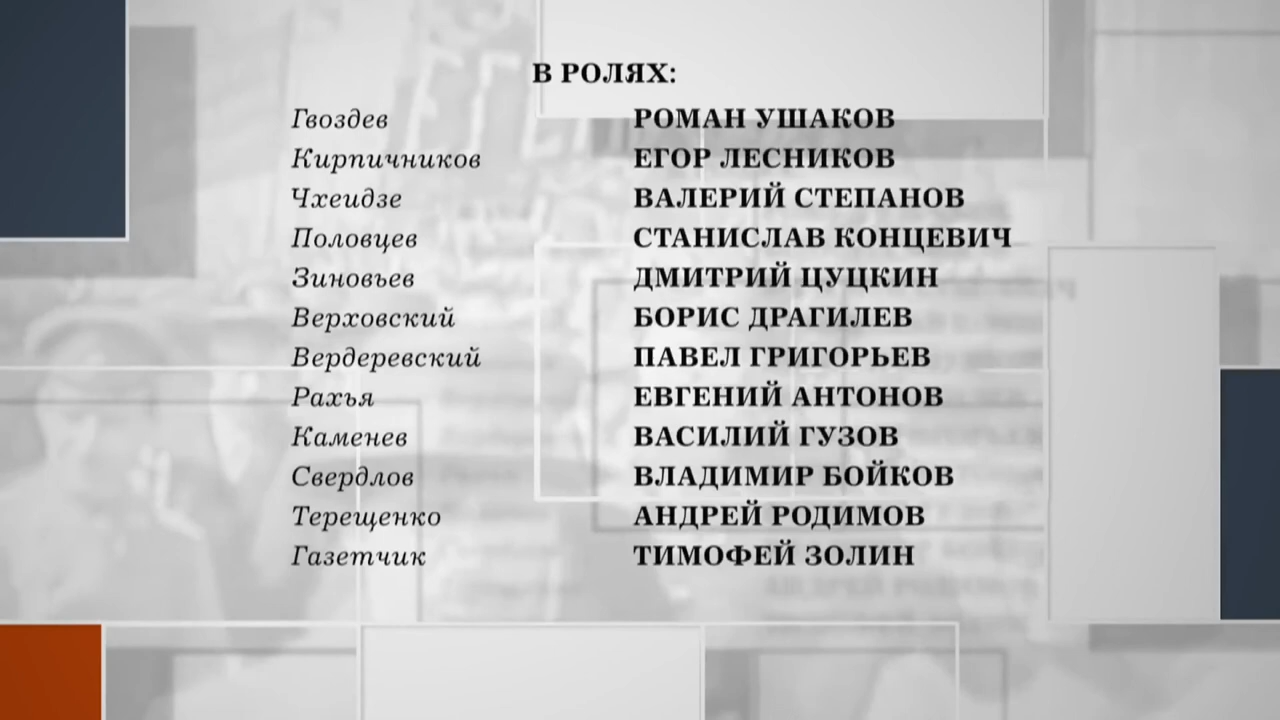 В РОЛЯХ:
Гвоздев РОМАН УШАКОВ
Кирпичников ЕГОР ЛЕСНИКОВ
Чхеидзе ВАЛЕРИЙ СТЕПАНОВ
Половцев СТАНИСЛАВ КОНЦЕВИЧ
Зиновьев ДМИТРИЙ ЦУЦКИН
Верховский БОРИС ДРАГИЛЕВ
Вердеревский ПАВЕЛ ГРИГОРЬЕВ
Рахья ЕВГЕНИЙ АНТОНОВ
Каменев ВАСИЛИЙ ГУЗОВ
Свердлов ВЛАДИМИР БОЙКОВ
Терещенко АНДРЕЙ РОДИМОВ
Газетчик ТИМОФЕЙ ЗОЛИН